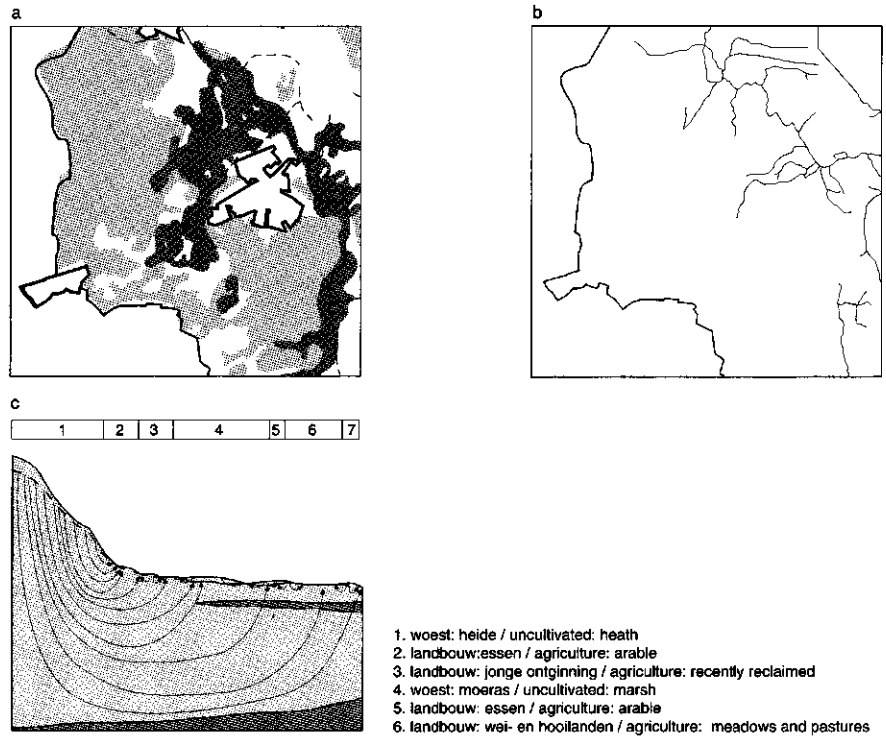 a
b
c
1 2 3 4 5 6 7
1. woest: heide / uncultivated: heath
2. landbouw:essen / agriculture: arable
3. landbouw: jonge ontginning / agriculture: recently reclaimed
4. woest: moeras / uncultivated: marsh
5. landbouw: essen / agriculture: arable
6. landbouw: wei- en hooilanden / agriculture: meadows and pastures